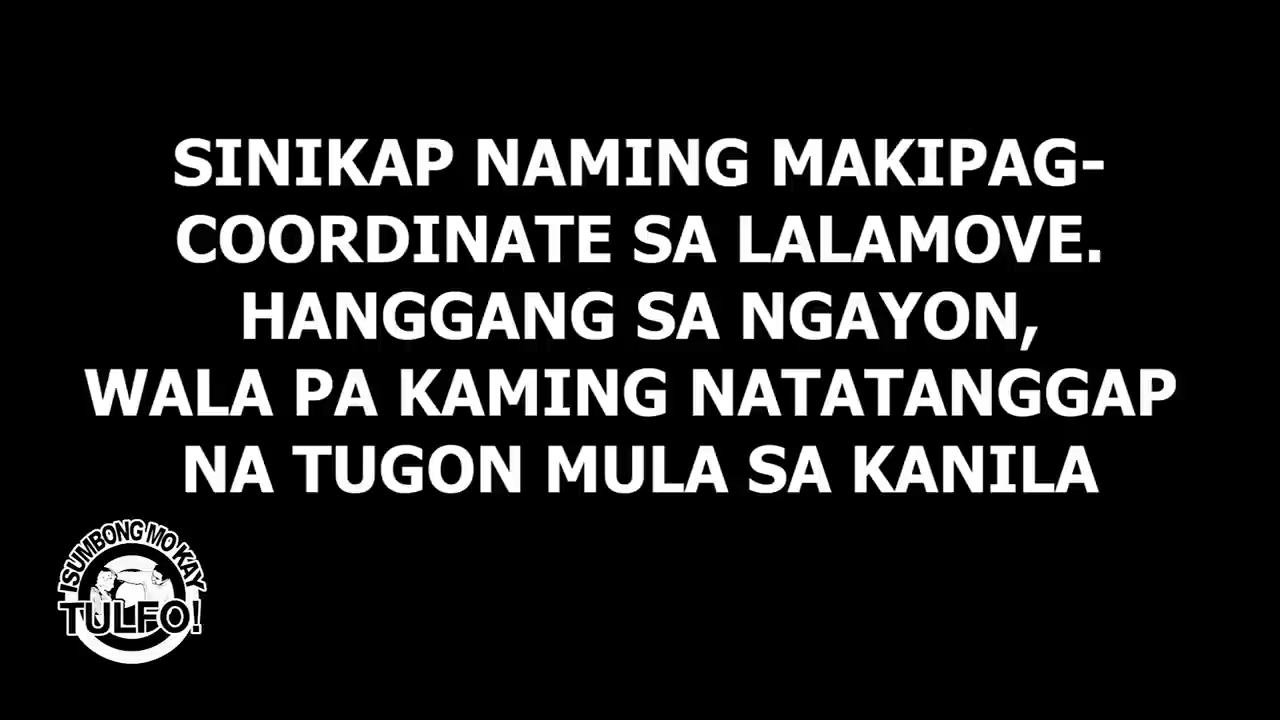 SINIKAP NAMING MAKIPAG-
COORDINATE SA LALAMOVE.
HANGGANG SA NGAYON,
WALA PA KAMING NATATANGGAP
NA TUGON MULA SA KANILA
ISUMBONG MO KAY
TULFO!